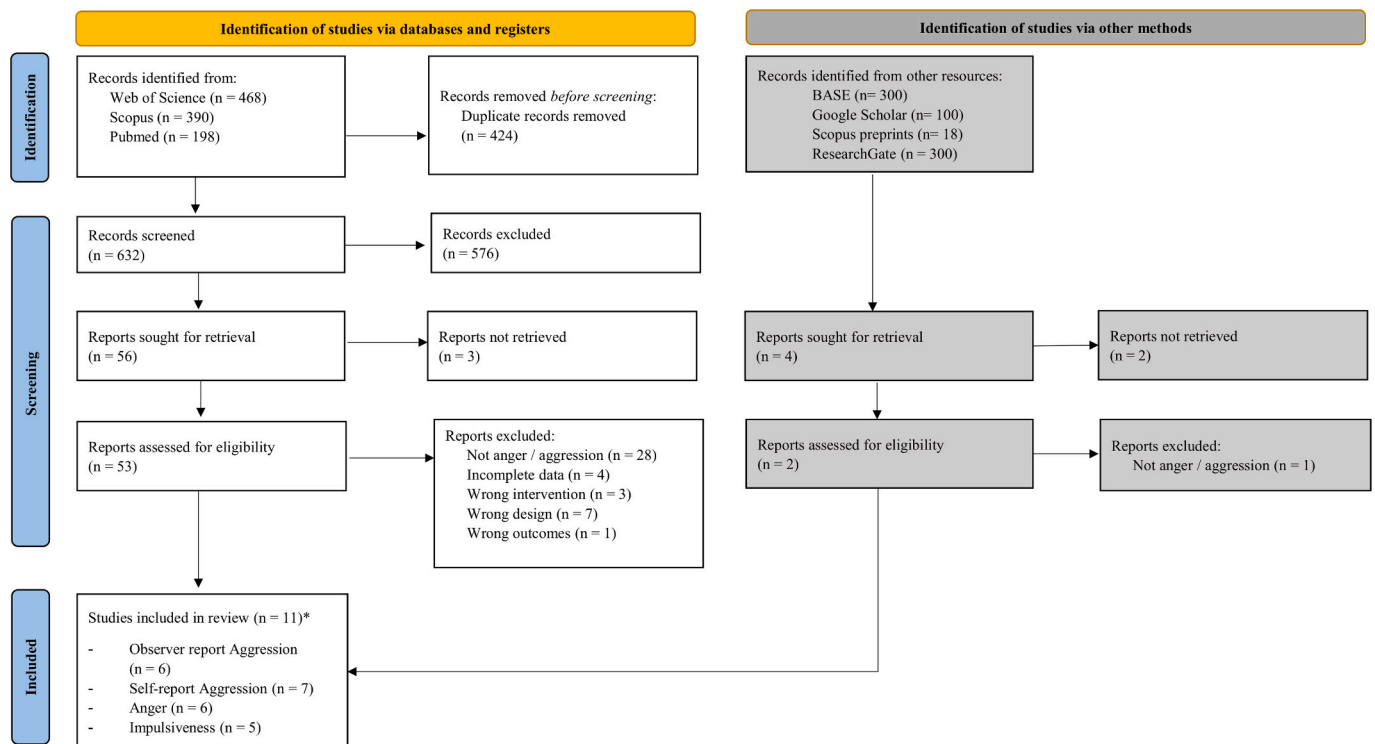 Identification of studies via databases and registers
Identification of studies via other methods
Identification
Records identified from:
Web of Science (n = 468)
Scopus (n = 390)
Pubmed (n = 198)
Records removed before screening:
Duplicate records removed
(n = 424)
Records identified from other resources:
BASE (n= 300)
Google Scholar (n= 100)
Scopus preprints (n= 18)
ResearchGate (n = 300)
Screening
Records screened
(n = 632)
Records excluded
(n = 576)
Reports sought for retrieval
(n = 56)
Reports not retrieved
(n = 3)
Reports sought for retrieval
(n = 4)
Reports not retrieved
(n = 2)
Reports assessed for eligibility
(n = 53)
Reports excluded:
Not anger / aggression (n = 28)
Incomplete data (n = 4)
Wrong intervention (n = 3)
Wrong design (n = 7)
Wrong outcomes (n = 1)
Reports assessed for eligibility
(n = 2)
Reports excluded:
Not anger / aggression (n = 1)
Included
Studies included in review (n = 11)*
- Observer report Aggression
(n = 6)
- Self-report Aggression (n = 7)
- Anger (n = 6)
- Impulsiveness (n = 5)